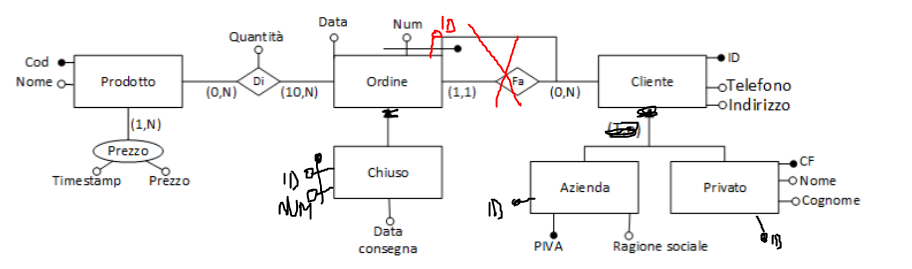 Data
Num
ID
Quantità
Cod
Nome
Prodotto
Di
Ordine
Fa
Cliente
ID
Telefono
Indirizzo
(0,N)
(10,N)
(1,1)
(0,N)
(1,N)
Prezzo
Timestamp
Prezzo
ID
NUM
Chiuso
Data
consegna
ID
Azienda
PIVA
Ragione sociale
Privato
CF
Nome
Cognome
ID